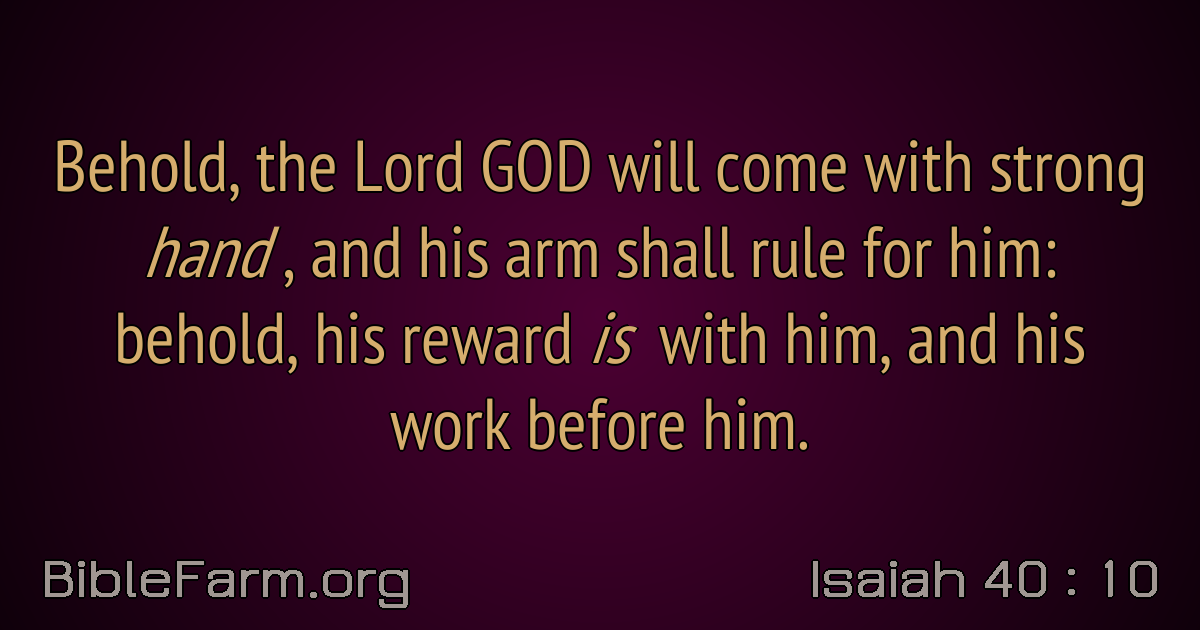 Behold, the Lord GOD will come with strong
hand , and his arm shall rule for him:
behold, his reward is with him, and his
work before him.
BibleFarm.org
Isaiah 40 : 10